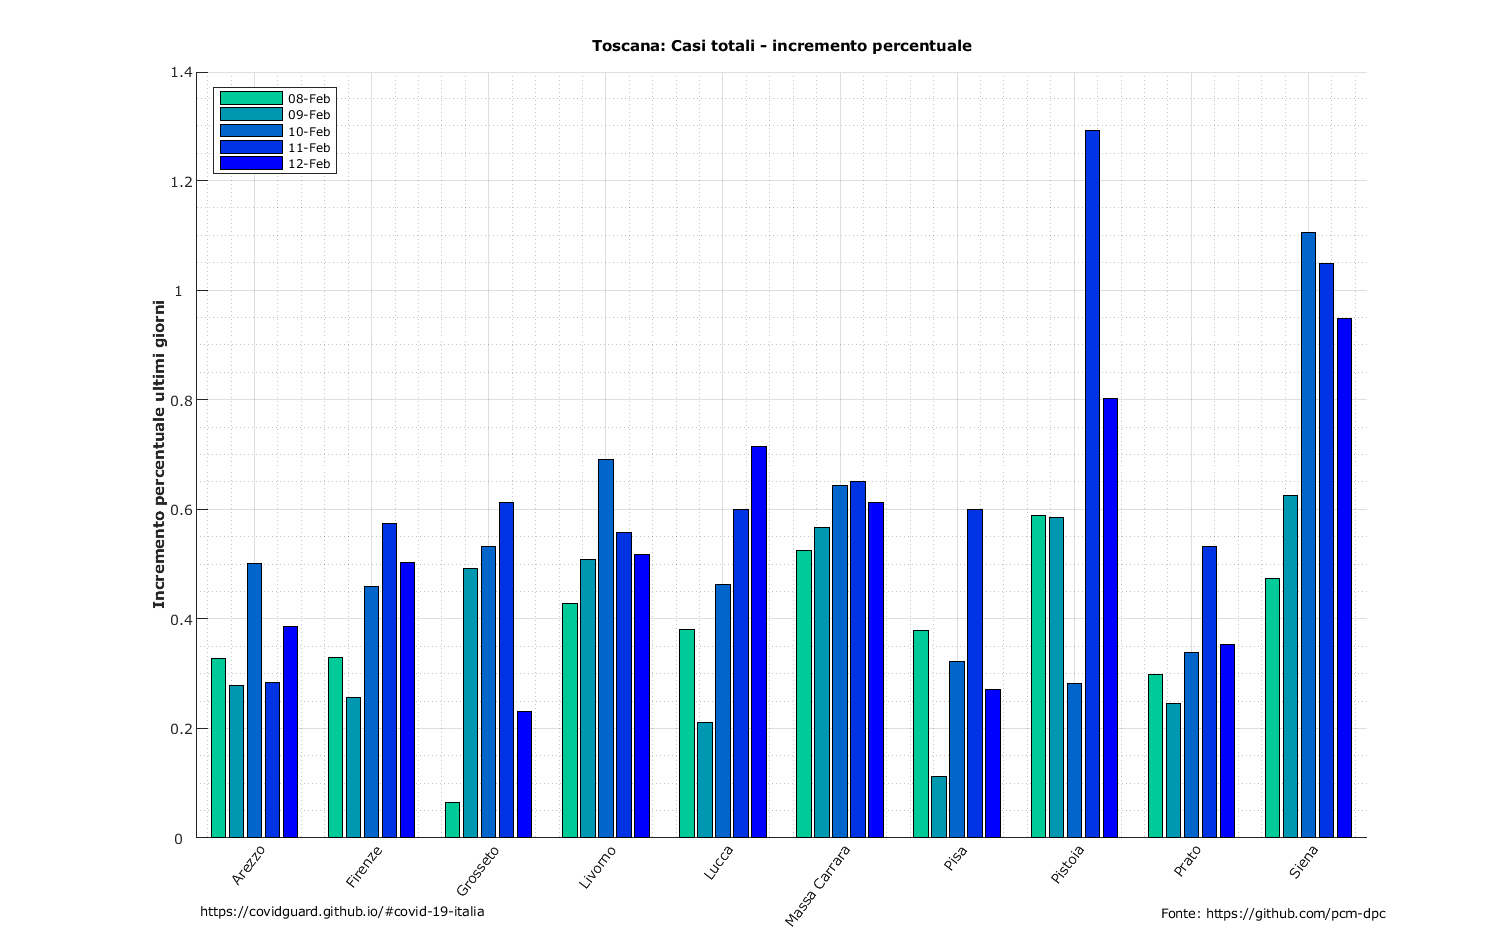 Toscana: Casi totali - incremento percentuale
Incremento percentuale ultimi giorni
1.4
1.2
1
0.8
0.6
0.4
0.2
0
08-Feb
09-Feb
10-Feb
11-Feb
12-Feb
Arezzo
Firenze
Grosseto
Livorno
Lucca
Massa Carrara
Pisa
Pistoia
Prato
Siena
https://covidguard.github.io/#covid-19-italia
Fonte: https://github.com/pcm-dpc